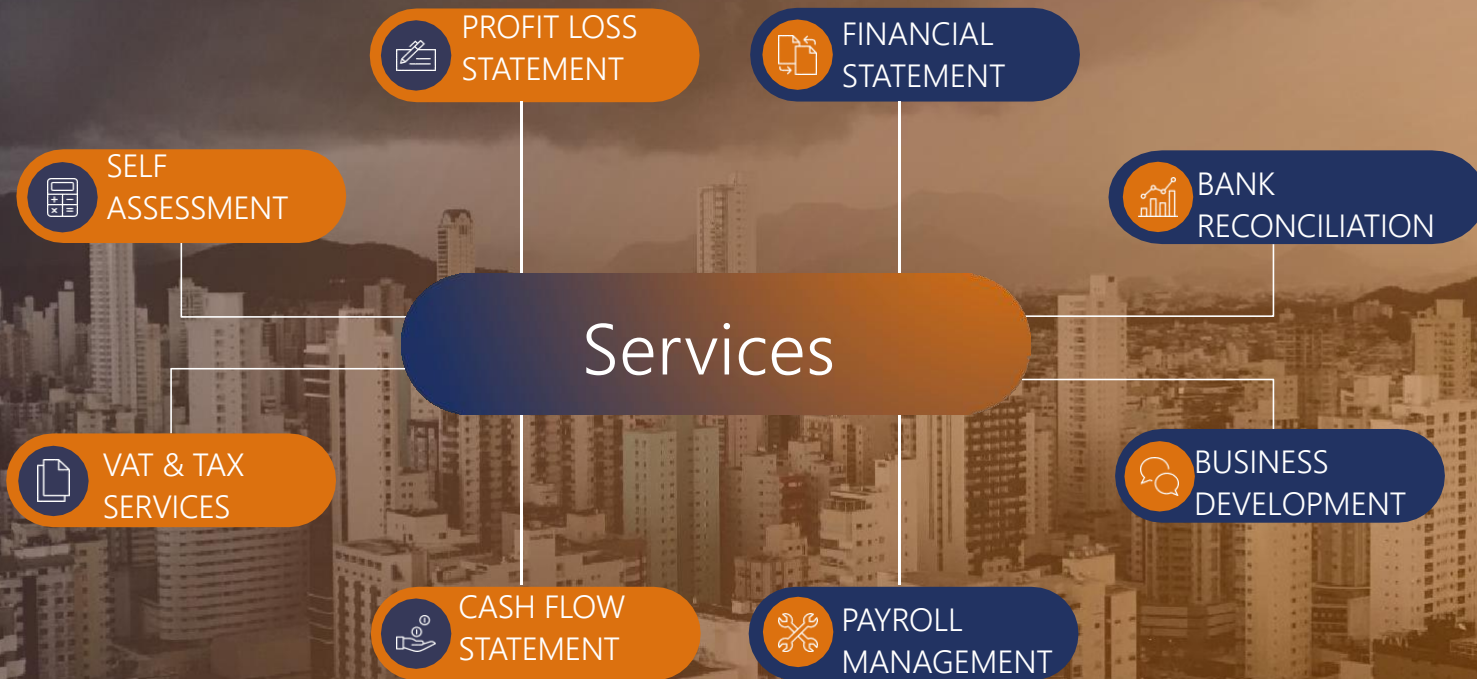 PROFIT LOSS
STATEMENT
FINANCIAL
STATEMENT
SELF
ASSESSMENT
BANK
RECONCILIATION
Services
VAT & TAX
SERVICES
BUSINESS
DEVELOPMENT
CASH FLOW
STATEMENT
PAYROLL
MANAGEMENT